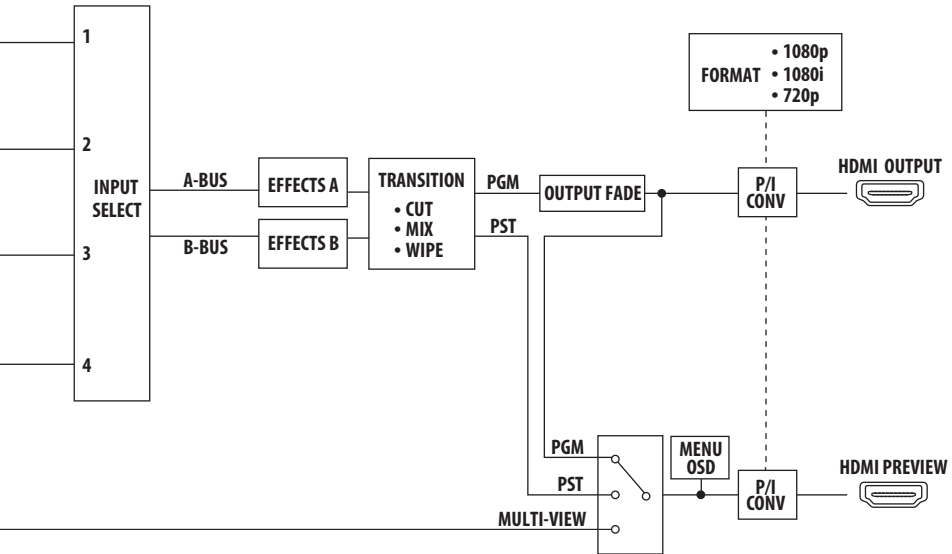 1
2
INPUT
SELECT
3
4
A-BUS
B-BUS
EFFECTS A
EFFECTS B
TRANSITION
• CUT
• MIX
• WIPE
PGM
PST
OUTPUT FADE
FORMAT
• 1080p
• 1080i
• 720p
P/I
CONV
HDMI OUTPUT
PGM
PST
MULTI-VIEW
MENU
OSD
P/I
CONV
HDMI PREVIEW